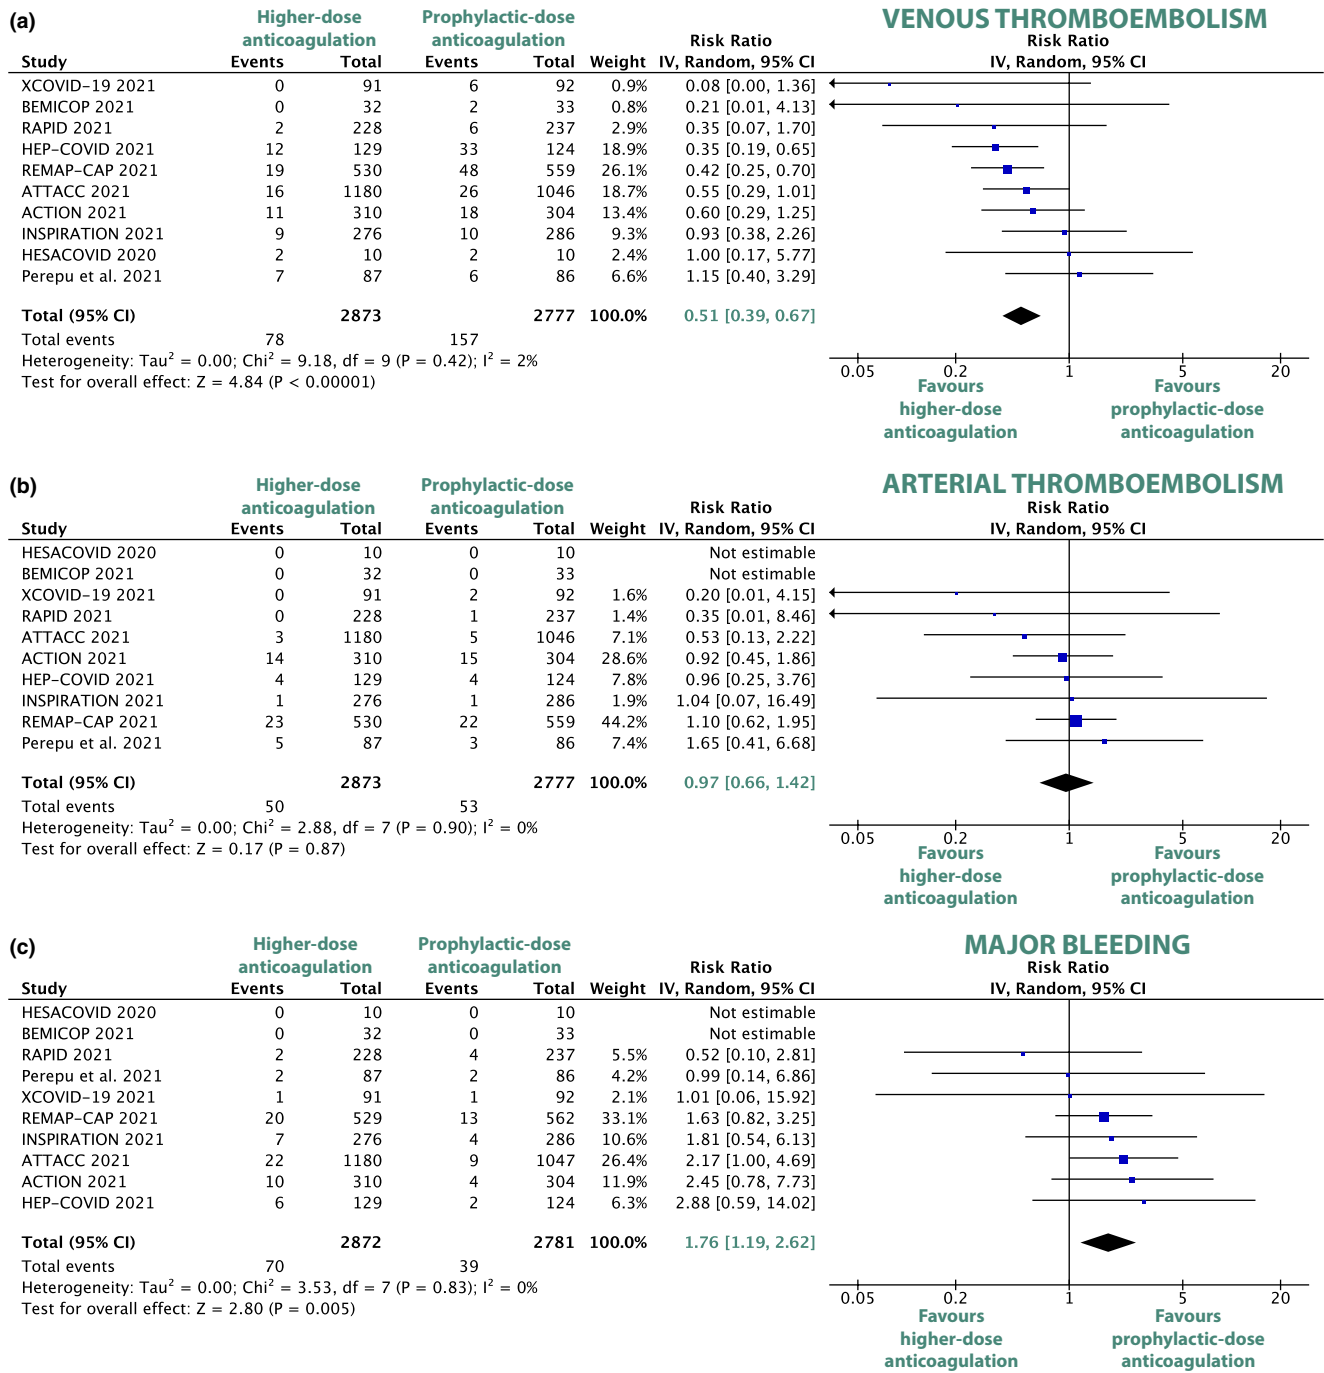 (a) Higher-dose anticoagulation Prophylactic-dose anticoagulation VENOUS THROMBOEMBOLISM
Risk Ratio Risk Ratio
Study Events Total Events Total Weight IV, Random, 95% CI IV, Random, 95% CI
XCOVID-19 2021 0 91 6 92 0.9% 0.08 [0.00, 1.36]
BEMICOP 2021 0 32 2 33 0.8% 0.21 [0.01, 4.13]
RAPID 2021 2 228 6 237 2.9% 0.35 [0.07, 1.70]
HEP-COVID 2021 12 129 33 124 18.9% 0.35 [0.19, 0.65]
REMAP-CAP 2021 19 530 48 559 26.1% 0.42 [0.25, 0.70]
ATTACC 2021 16 1180 26 1046 18.7% 0.55 [0.29, 1.01]
ACTION 2021 11 310 18 304 13.4% 0.60 [0.29, 1.25]
INSPIRATION 2021 9 276 10 286 9.3% 0.93 [0.38, 2.26]
HESACOVID 2020 2 10 2 10 2.4% 1.00 [0.17, 5.77]
Perepu et al. 2021 7 87 6 86 6.6% 1.15 [0.40, 3.29]
Total (95% CI) 2873 2777 100.0% 0.51 [0.39, 0.67]
Total events 78 157
Heterogeneity: Tau² = 0.00; Chi² = 9.18, df = 9 (P = 0.42); I² = 2%
Test for overall effect: Z = 4.84 (P < 0.00001)
0.05 0.2 1 5 20
Favours higher-dose anticoagulation Favours prophylactic-dose anticoagulation
(b) Higher-dose anticoagulation Prophylactic-dose anticoagulation ARTERIAL THROMBOEMBOLISM
Risk Ratio Risk Ratio
Study Events Total Events Total Weight IV, Random, 95% CI IV, Random, 95% CI
HESACOVID 2020 0 10 0 10 Not estimable
BEMICOP 2021 0 32 0 33 Not estimable
XCOVID-19 2021 0 91 2 92 1.6% 0.20 [0.01, 4.15]
RAPID 2021 0 228 1 237 1.4% 0.35 [0.01, 8.46]
ATTACC 2021 3 1180 5 1046 7.1% 0.53 [0.13, 2.22]
ACTION 2021 14 310 15 304 28.6% 0.92 [0.45, 1.86]
HEP-COVID 2021 4 129 4 124 7.8% 0.96 [0.25, 3.76]
INSPIRATION 2021 1 276 1 286 1.9% 1.04 [0.07, 16.49]
REMAP-CAP 2021 23 530 22 559 44.2% 1.10 [0.62, 1.95]
Perepu et al. 2021 5 87 3 86 7.4% 1.65 [0.41, 6.68]
Total (95% CI) 2873 2777 100.0% 0.97 [0.66, 1.42]
Total events 50 53
Heterogeneity: Tau² = 0.00; Chi² = 2.88, df = 7 (P = 0.90); I² = 0%
Test for overall effect: Z = 0.17 (P = 0.87)
0.05 0.2 1 5 20
Favours higher-dose anticoagulation Favours prophylactic-dose anticoagulation
(c) Higher-dose anticoagulation Prophylactic-dose anticoagulation MAJOR BLEEDING
Risk Ratio Risk Ratio
Study Events Total Events Total Weight IV, Random, 95% CI IV, Random, 95% CI
HESACOVID 2020 0 10 0 10 Not estimable
BEMICOP 2021 0 32 0 33 Not estimable
RAPID 2021 2 228 4 237 5.5% 0.52 [0.10, 2.81]
Perepu et al. 2021 2 87 2 86 4.2% 0.99 [0.14, 6.86]
XCOVID-19 2021 1 91 1 92 2.1% 1.01 [0.06, 15.92]
REMAP-CAP 2021 20 529 13 562 33.1% 1.63 [0.82, 3.25]
INSPIRATION 2021 7 276 4 286 10.6% 1.81 [0.54, 6.13]
ATTACC 2021 22 1180 9 1047 26.4% 2.17 [1.00, 4.69]
ACTION 2021 10 310 4 304 11.9% 2.45 [0.78, 7.73]
HEP-COVID 2021 6 129 2 124 6.3% 2.88 [0.59, 14.02]
Total (95% CI) 2872 2781 100.0% 1.76 [1.19, 2.62]
Total events 70 39
Heterogeneity: Tau² = 0.00; Chi² = 3.53, df = 7 (P = 0.83); I² = 0%
Test for overall effect: Z = 2.80 (P = 0.005)
0.05 0.2 1 5 20
Favours higher-dose anticoagulation Favours prophylactic-dose anticoagulation